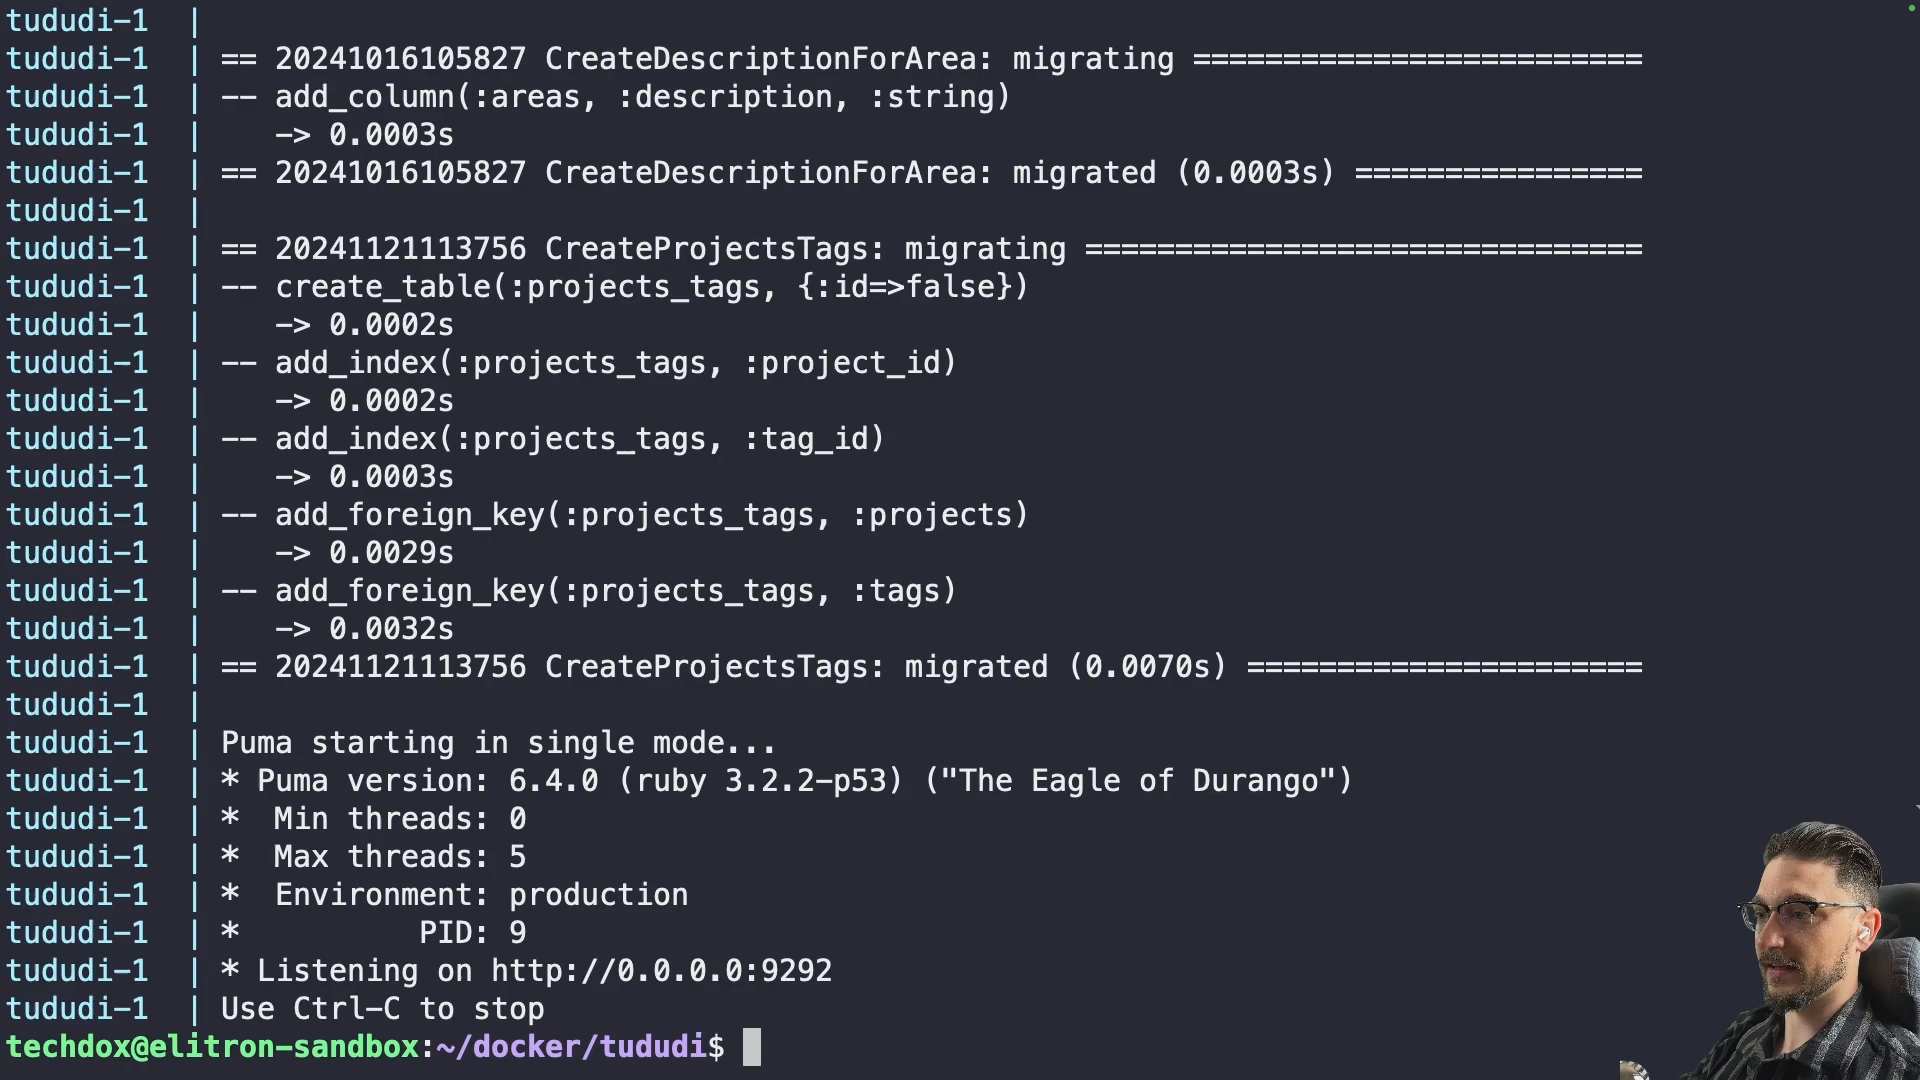 tududi-1 |
tududi-1 | == 20241016105827 CreateDescriptionForArea: migrating =========================
tududi-1 | -- add_column(:areas, :description, :string)
tududi-1 |    -> 0.0003s
tududi-1 | == 20241016105827 CreateDescriptionForArea: migrated (0.0003s) ================
tududi-1 |
tududi-1 | == 20241121113756 CreateProjectsTags: migrating ===============================
tududi-1 | -- create_table(:projects_tags, {:id=>false})
tududi-1 |    -> 0.0002s
tududi-1 | -- add_index(:projects_tags, :project_id)
tududi-1 |    -> 0.0002s
tududi-1 | -- add_index(:projects_tags, :tag_id)
tududi-1 |    -> 0.0003s
tududi-1 | -- add_foreign_key(:projects_tags, :projects)
tududi-1 |    -> 0.0029s
tududi-1 | -- add_foreign_key(:projects_tags, :tags)
tududi-1 |    -> 0.0032s
tududi-1 | == 20241121113756 CreateProjectsTags: migrated (0.0070s) ======================
tududi-1 |
tududi-1 | Puma starting in single mode...
tududi-1 | * Puma version: 6.4.0 (ruby 3.2.2-p53) ("The Eagle of Durango")
tududi-1 | *  Min threads: 0
tududi-1 | *  Max threads: 5
tududi-1 | *  Environment: production
tududi-1 | *          PID: 9
tududi-1 | * Listening on http://0.0.0.0:9292
tududi-1 | Use Ctrl-C to stop
techdox@elitron-sandbox:~/docker/tududi$